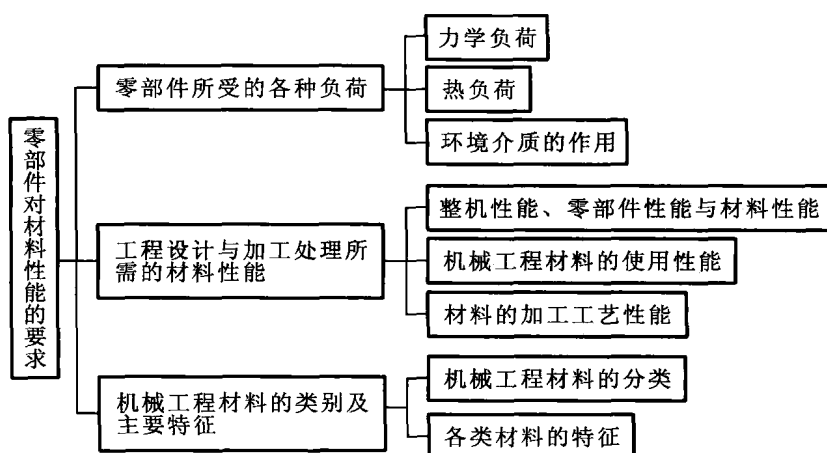 零部件对材料性能的要求
零部件所受的各种负荷
力学负荷
热负荷
环境介质的作用
工程设计与加工处理所
需的材料性能
整机性能、零部件性能与材料性能
机械工程材料的使用性能
材料的加工工艺性能
机械工程材料的类别及
主要特征
机械工程材料的分类
各类材料的特征